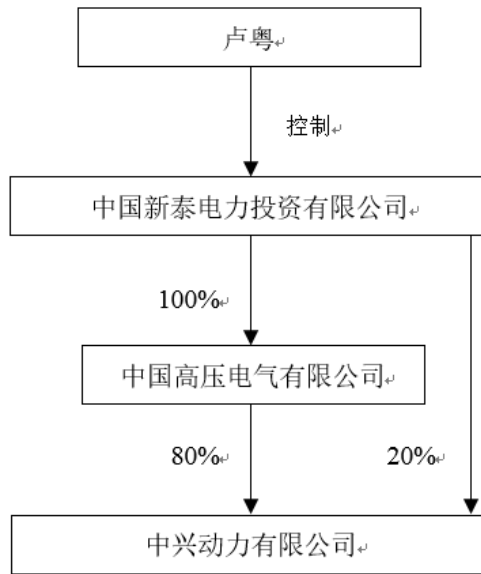 卢粤
控制
中国新泰电力投资有限公司
100%
中国高压电气有限公司
80%
20%
中兴动力有限公司